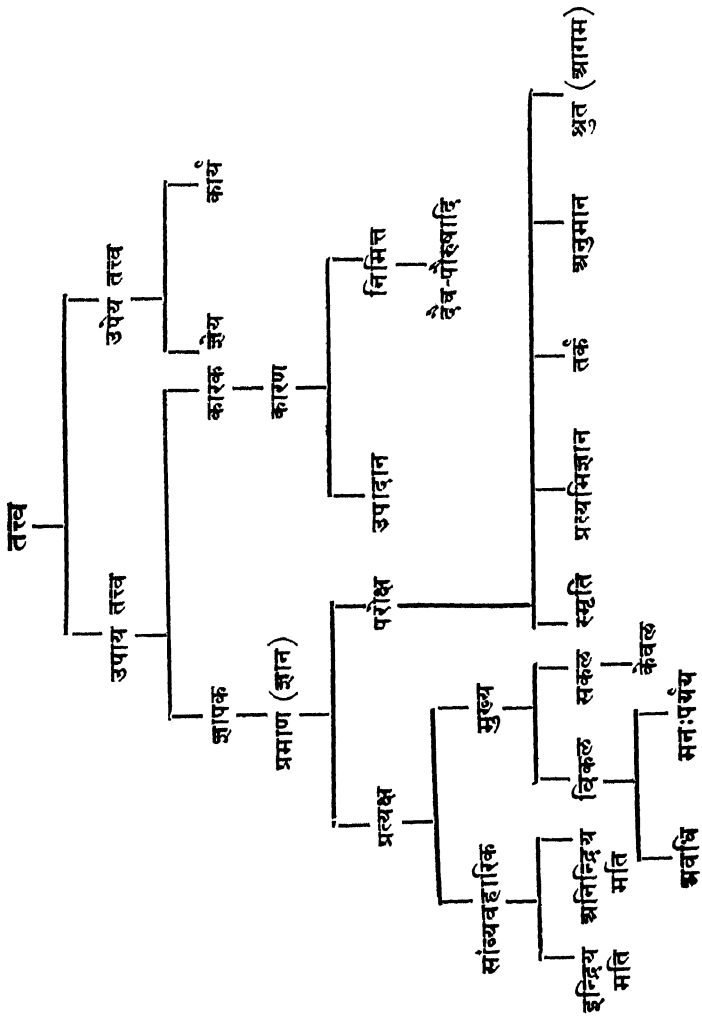 तत्त्व
उपाय तत्त्व
उपेय तत्त्व
ज्ञापक
कारक
ज्ञेय
कार्य
प्रमाण (ज्ञान)
कारण
प्रत्यक्ष
परोक्ष
उपादान
निमित्त
दैव-पौरुषादि
सांव्यवहारिक
मुख्य
इन्द्रिय
मति
अनिन्द्रिय
मति
विकल
सकल
स्मृति
प्रत्यभिज्ञान
तर्क
अनुमान
श्रुत (आगम)
केवल
अवधि
मनःपर्यय